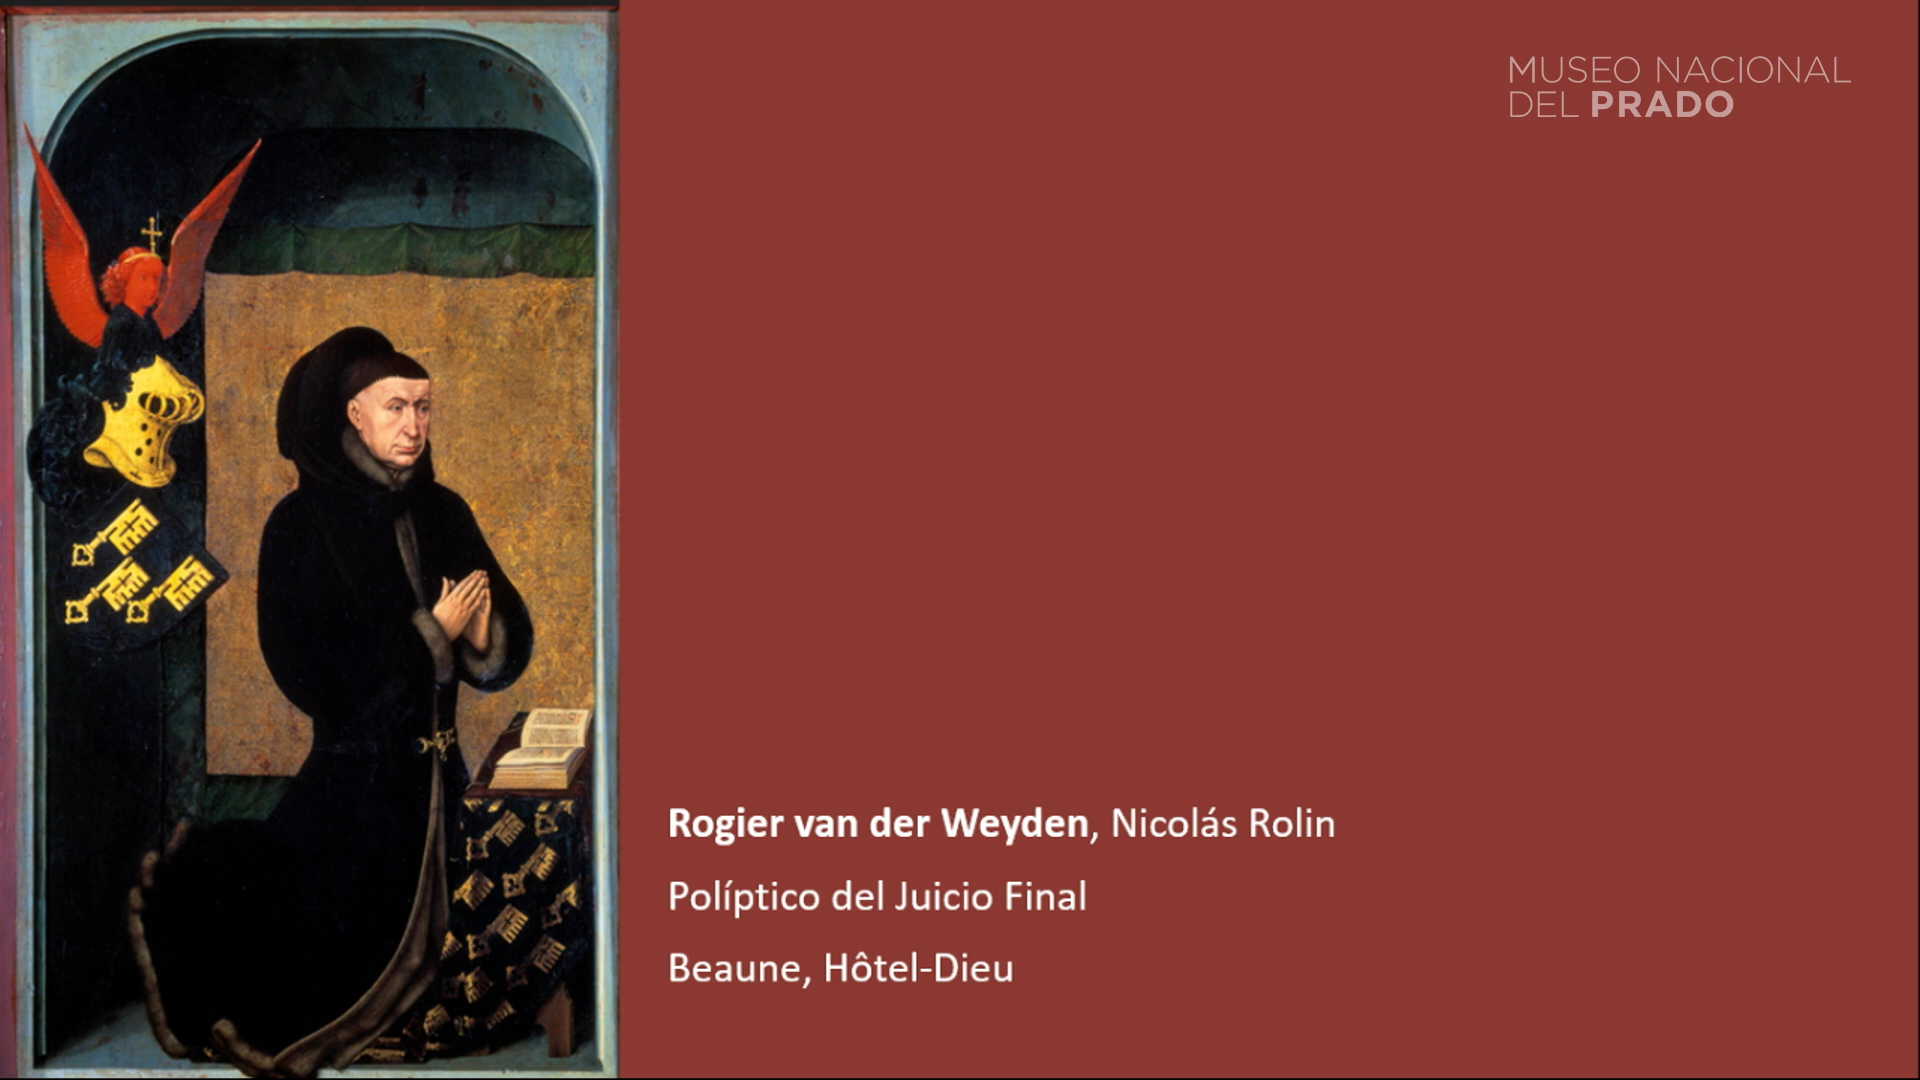 MUSEO NACIONAL
DEL PRADO
Rogier van der Weyden, Nicolás Rolin
Políptico del Juicio Final
Beaune, Hôtel-Dieu